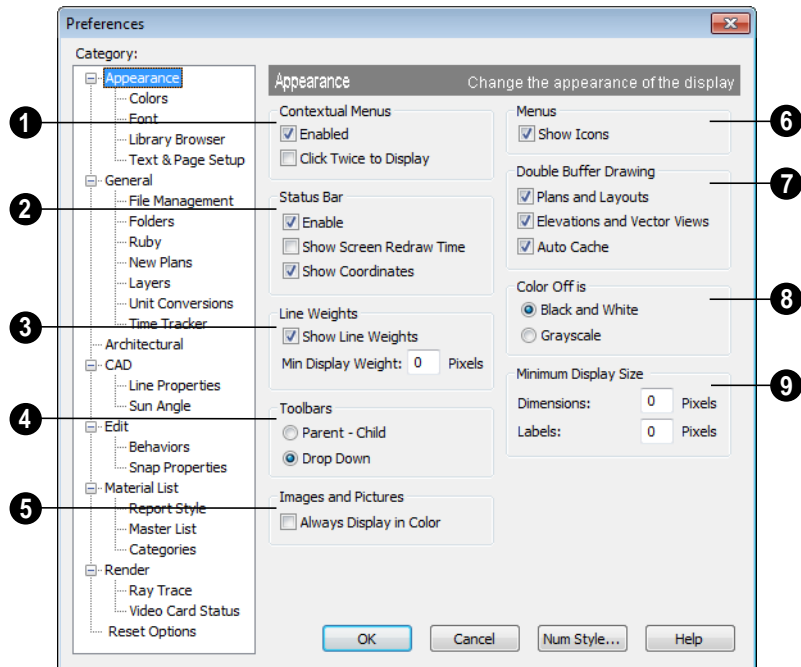 Preferences
Category:
Appearance
Colors
Font
Library Browser
Text & Page Setup
General
File Management
Folders
Ruby
New Plans
Layers
Unit Conversions
Time Tracker
Architectural
CAD
Line Properties
Sun Angle
Edit
Behaviors
Snap Properties
Material List
Report Style
Master List
Categories
Render
Ray Trace
Video Card Status
Reset Options
Appearance Change the appearance of the display
1
Contextual Menus
Enabled
Click Twice to Display
2
Status Bar
Enable
Show Screen Redraw Time
Show Coordinates
3
Line Weights
Show Line Weights
Min Display Weight: 0 Pixels
4
Toolbars
Parent - Child
Drop Down
5
Images and Pictures
Always Display in Color
6
Menus
Show Icons
7
Double Buffer Drawing
Plans and Layouts
Elevations and Vector Views
Auto Cache
8
Color Off is
Black and White
Grayscale
9
Minimum Display Size
Dimensions: 0 Pixels
Labels: 0 Pixels
OK Cancel Num Style... Help